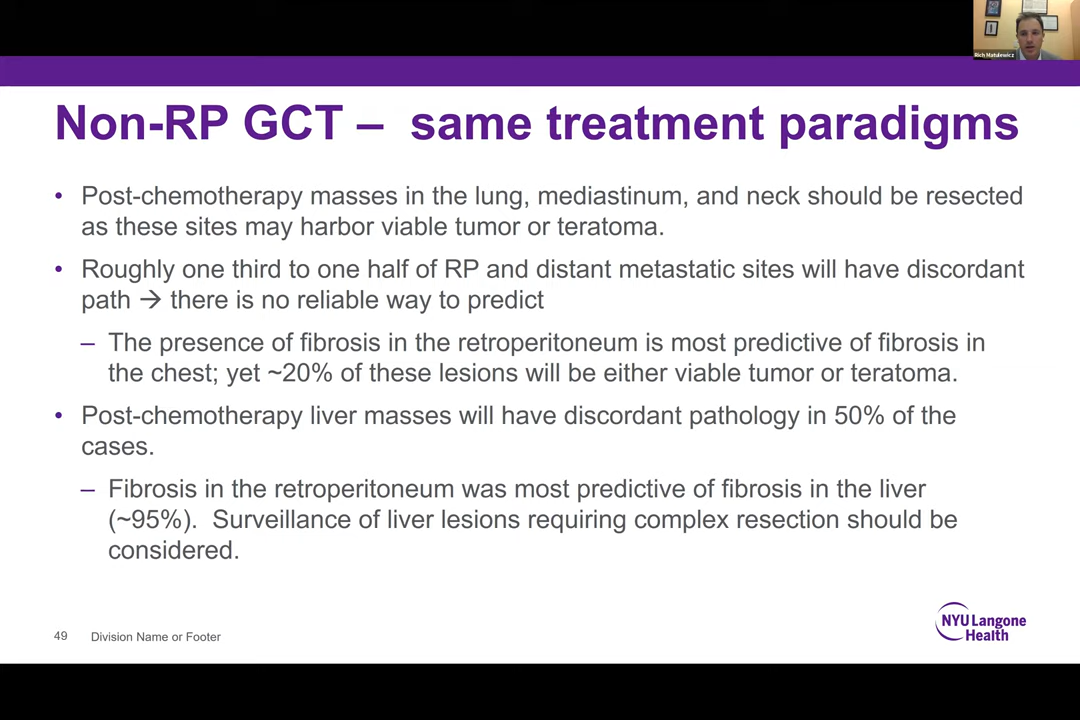 Rich Matulewicz
Non-RP GCT – same treatment paradigms
• Post-chemotherapy masses in the lung, mediastinum, and neck should be resected
as these sites may harbor viable tumor or teratoma.
• Roughly one third to one half of RP and distant metastatic sites will have discordant
path → there is no reliable way to predict
– The presence of fibrosis in the retroperitoneum is most predictive of fibrosis in
the chest; yet ~20% of these lesions will be either viable tumor or teratoma.
• Post-chemotherapy liver masses will have discordant pathology in 50% of the
cases.
– Fibrosis in the retroperitoneum was most predictive of fibrosis in the liver
(~95%). Surveillance of liver lesions requiring complex resection should be
considered.
49 Division Name or Footer
NYU Langone
Health